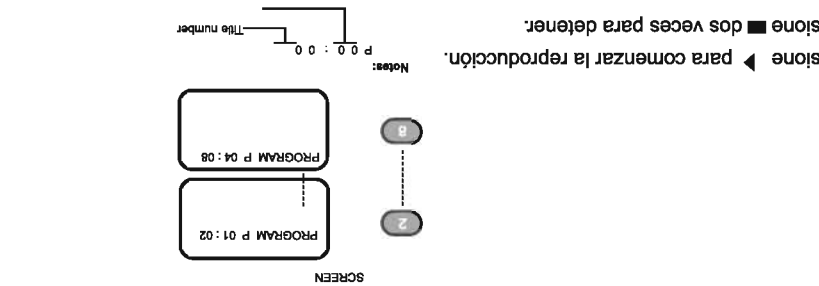 SCREEN
2
PROGRAM P 01:02
8
PROGRAM P 04:08
Notes:
P 00 : 00
Title number
sione ▶ para comenzar la reproducción.
sione ■ dos veces para detener.